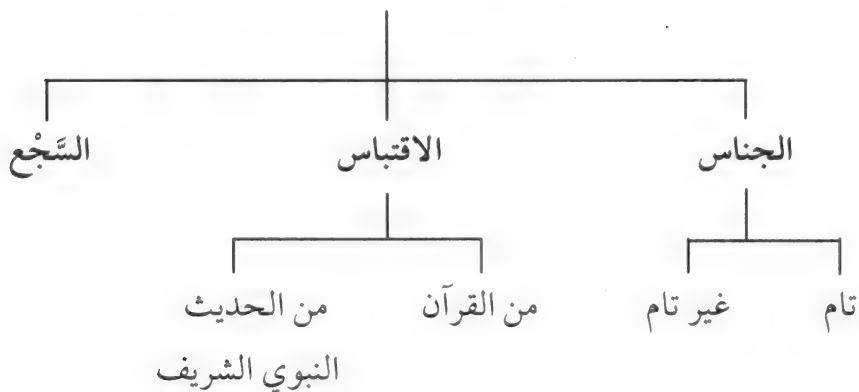 الجناس الاقتباس السَّجْع
تام غير تام من القرآن من الحديث
النبوي الشريف